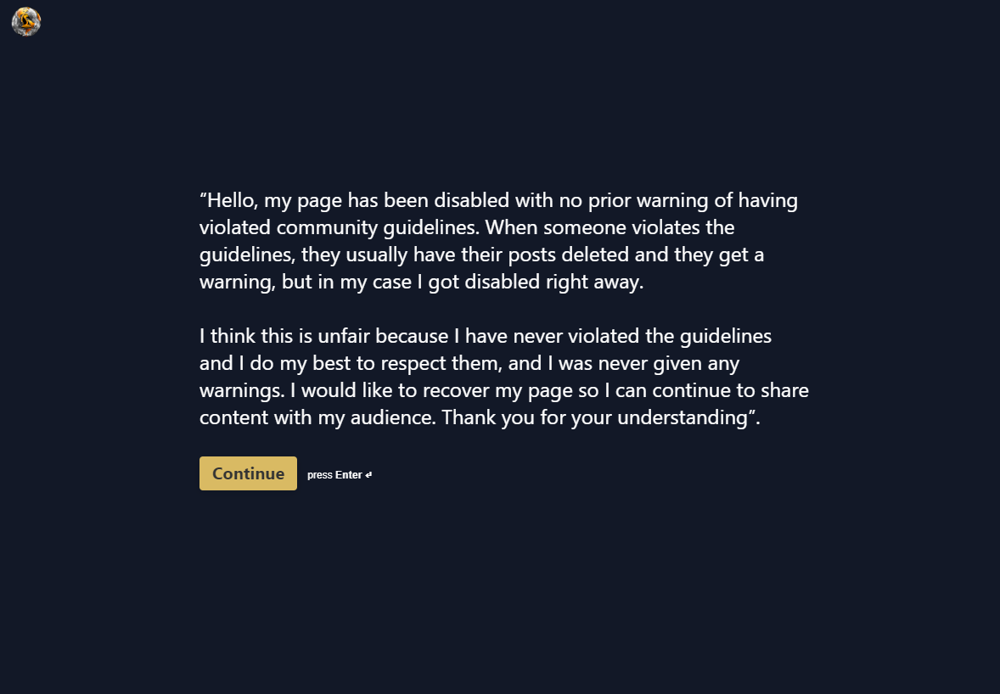 “Hello, my page has been disabled with no prior warning of having
violated community guidelines. When someone violates the
guidelines, they usually have their posts deleted and they get a
warning, but in my case I got disabled right away.
I think this is unfair because I have never violated the guidelines
and I do my best to respect them, and I was never given any
warnings. I would like to recover my page so I can continue to share
content with my audience. Thank you for your understanding”.
Continue press Enter ↵